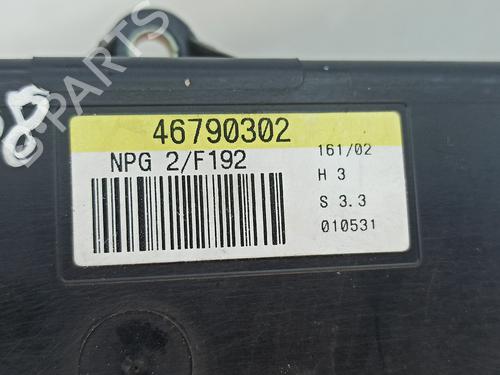 B-PARTS
46790302
NPG 2/F192
161/02
H 3
S 3.3
010531